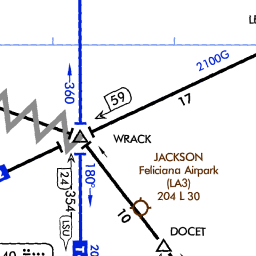 LE
2100G
360
59
17
WRACK
JACKSON
Feliciana Airpark
(LA3)
204 L 30
24
180°
354
LSU
10
DOCET
40
20
T